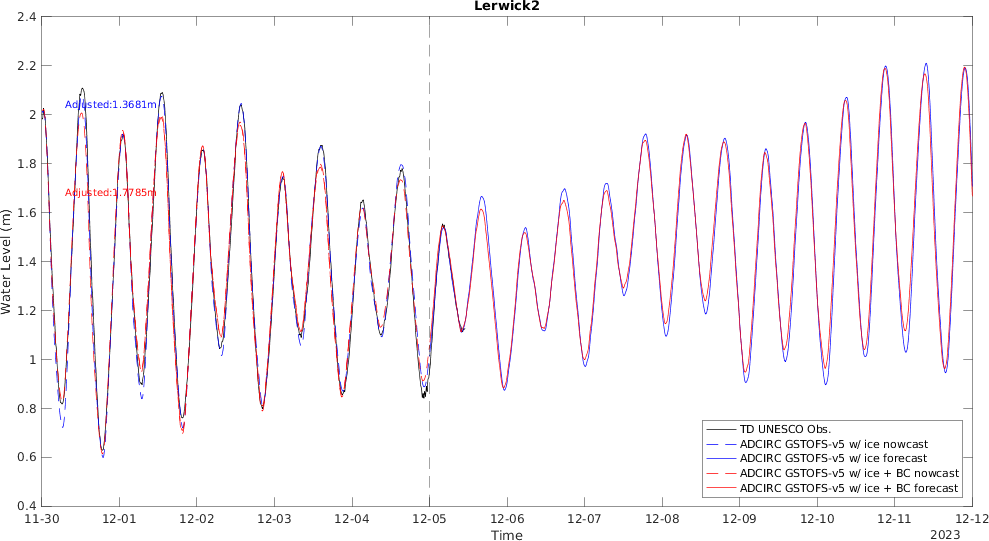 Lerwick2
2.4
2.2
2
1.8
1.6
1.4
1.2
1
0.8
0.6
0.4
Water Level (m)
Adjusted:1.3681m
Adjusted:1.7785m
TD UNESCO Obs.
ADCIRC GSTOFS-v5 w/ ice nowcast
ADCIRC GSTOFS-v5 w/ ice forecast
ADCIRC GSTOFS-v5 w/ ice + BC nowcast
ADCIRC GSTOFS-v5 w/ ice + BC forecast
11-30 12-01 12-02 12-03 12-04 12-05 12-06 12-07 12-08 12-09 12-10 12-11 12-12
Time
2023